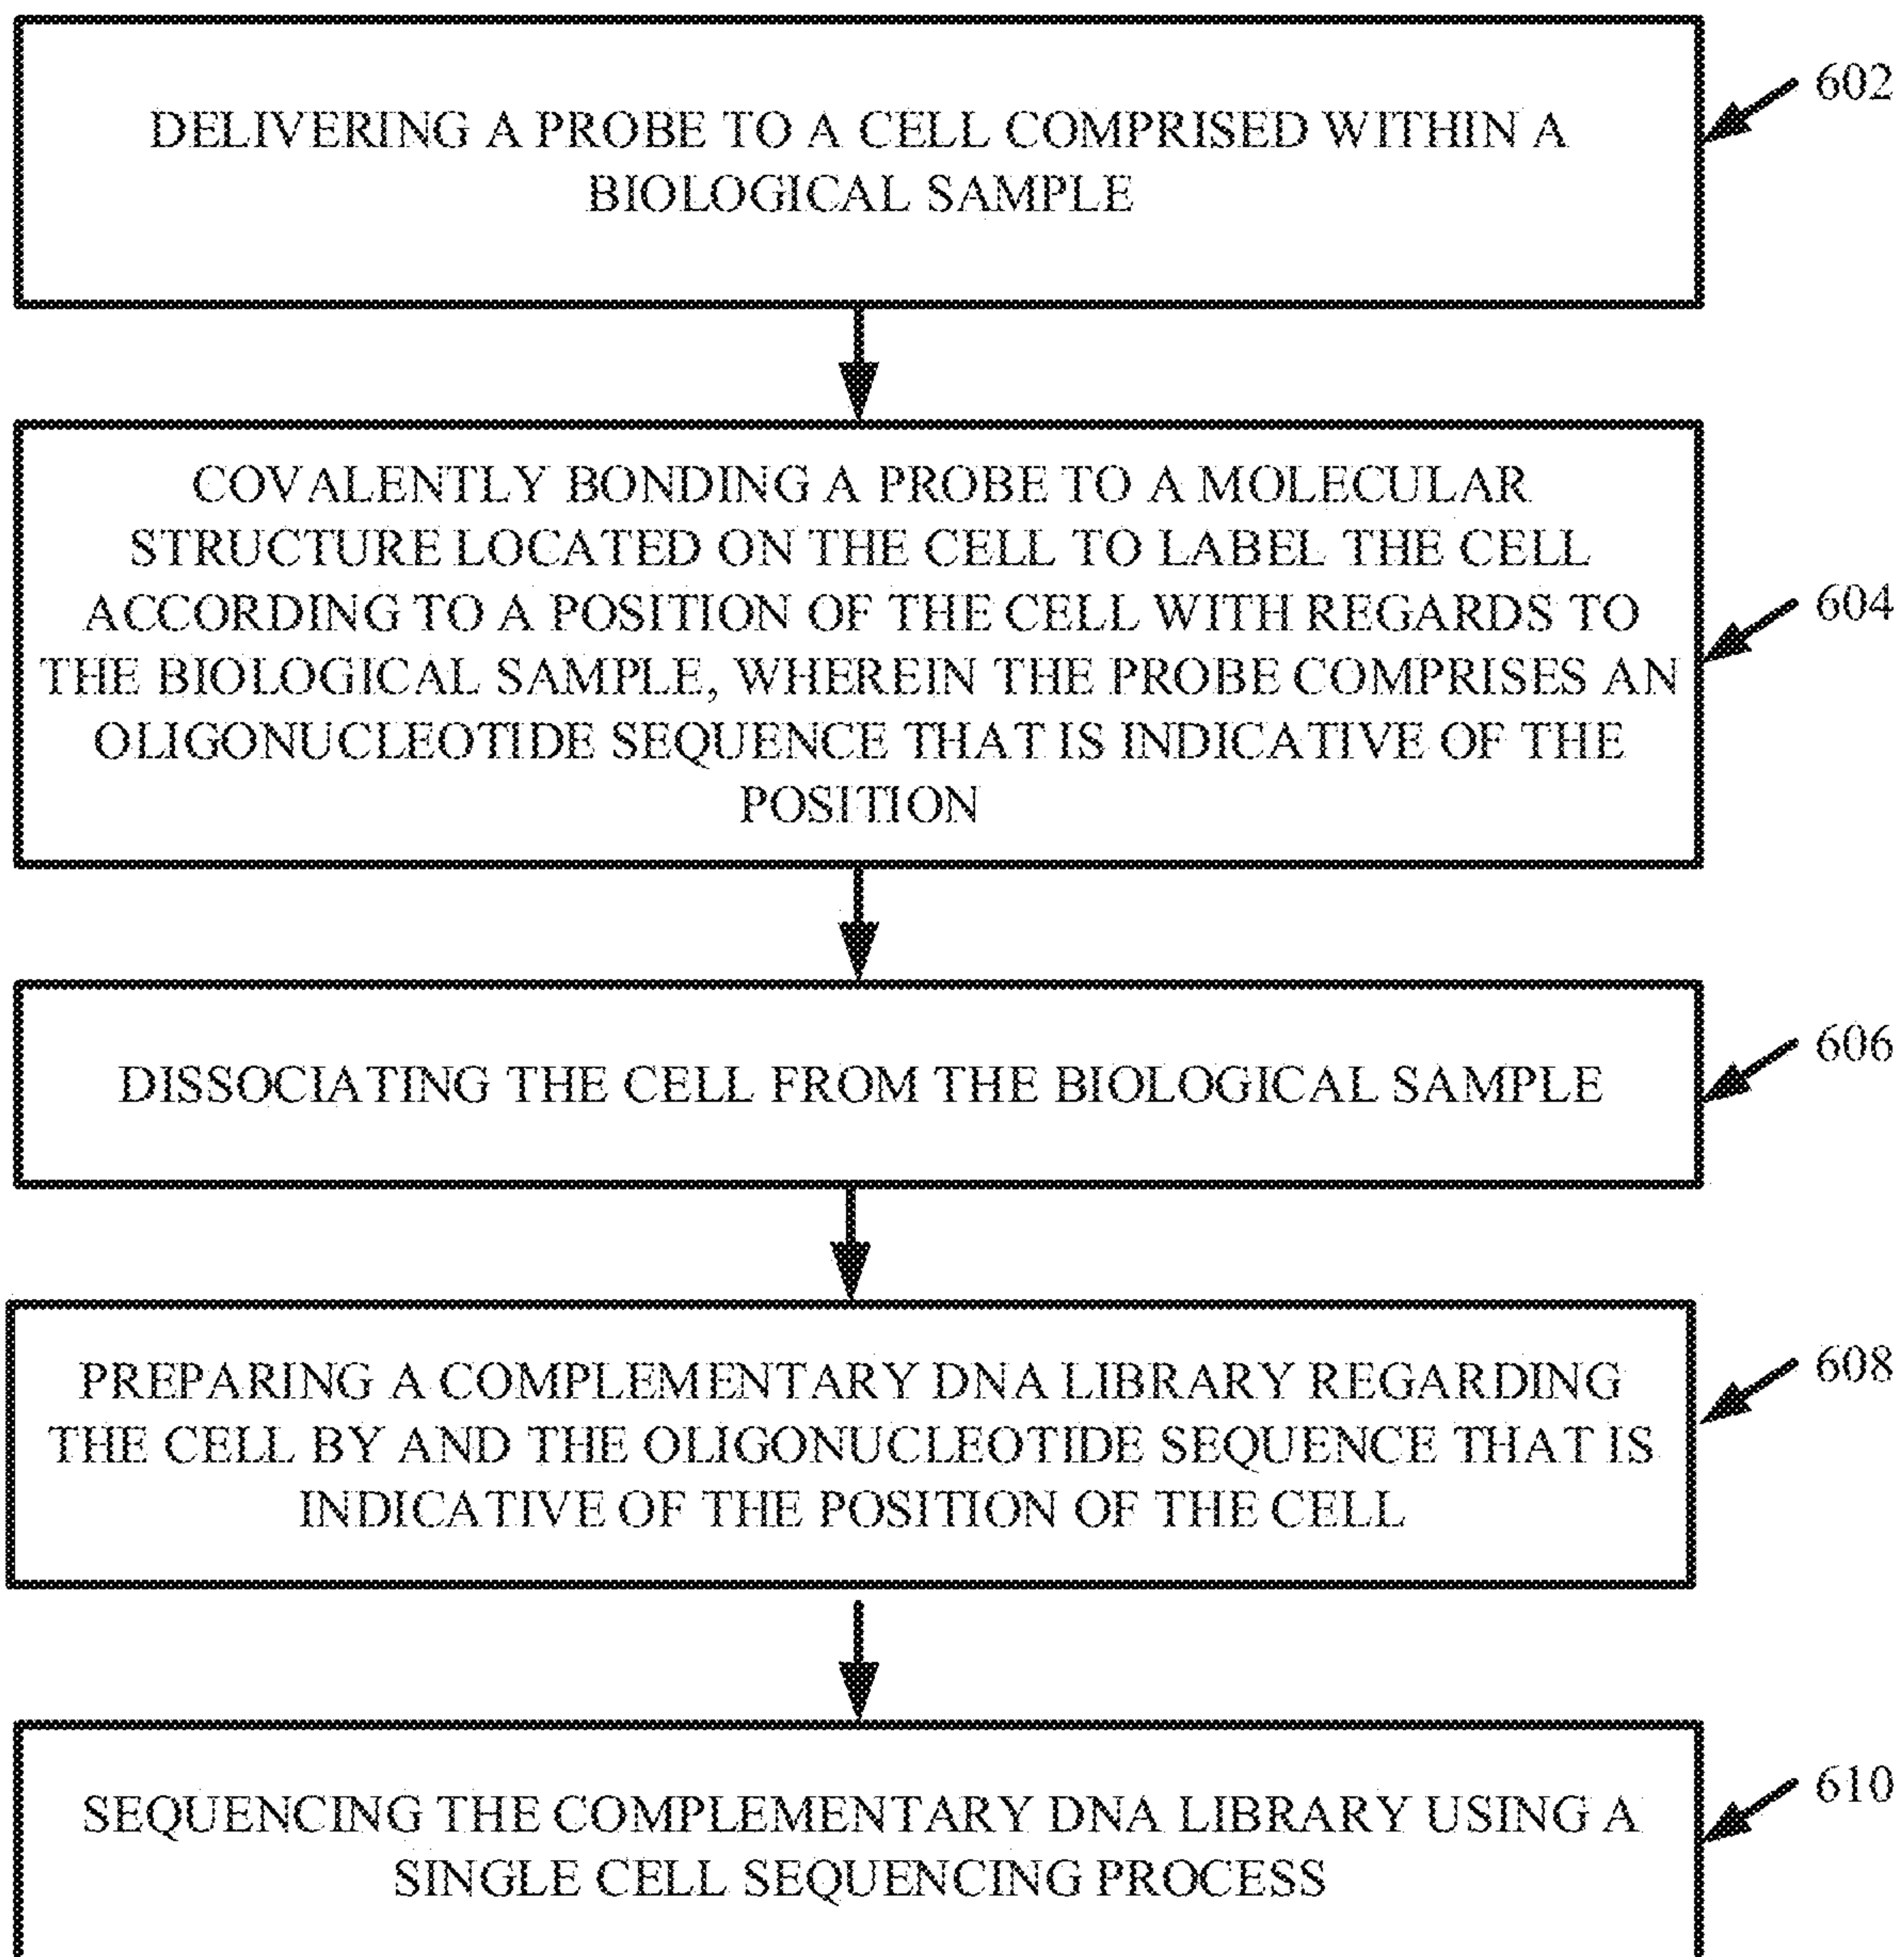 DELIVERING A PROBE TO A CELL COMPRISED WITHIN A
BIOLOGICAL SAMPLE
602
COVALENTLY BONDING A PROBE TO A MOLECULAR
STRUCTURE LOCATED ON THE CELL TO LABEL THE CELL
ACCORDING TO A POSITION OF THE CELL WITH REGARDS TO
THE BIOLOGICAL SAMPLE, WHEREIN THE PROBE COMPRISES AN
OLIGONUCLEOTIDE SEQUENCE THAT IS INDICATIVE OF THE
POSITION
604
DISSOCIATING THE CELL FROM THE BIOLOGICAL SAMPLE
606
PREPARING A COMPLEMENTARY DNA LIBRARY REGARDING
THE CELL BY AND THE OLIGONUCLEOTIDE SEQUENCE THAT IS
INDICATIVE OF THE POSITION OF THE CELL
608
SEQUENCING THE COMPLEMENTARY DNA LIBRARY USING A
SINGLE CELL SEQUENCING PROCESS
610